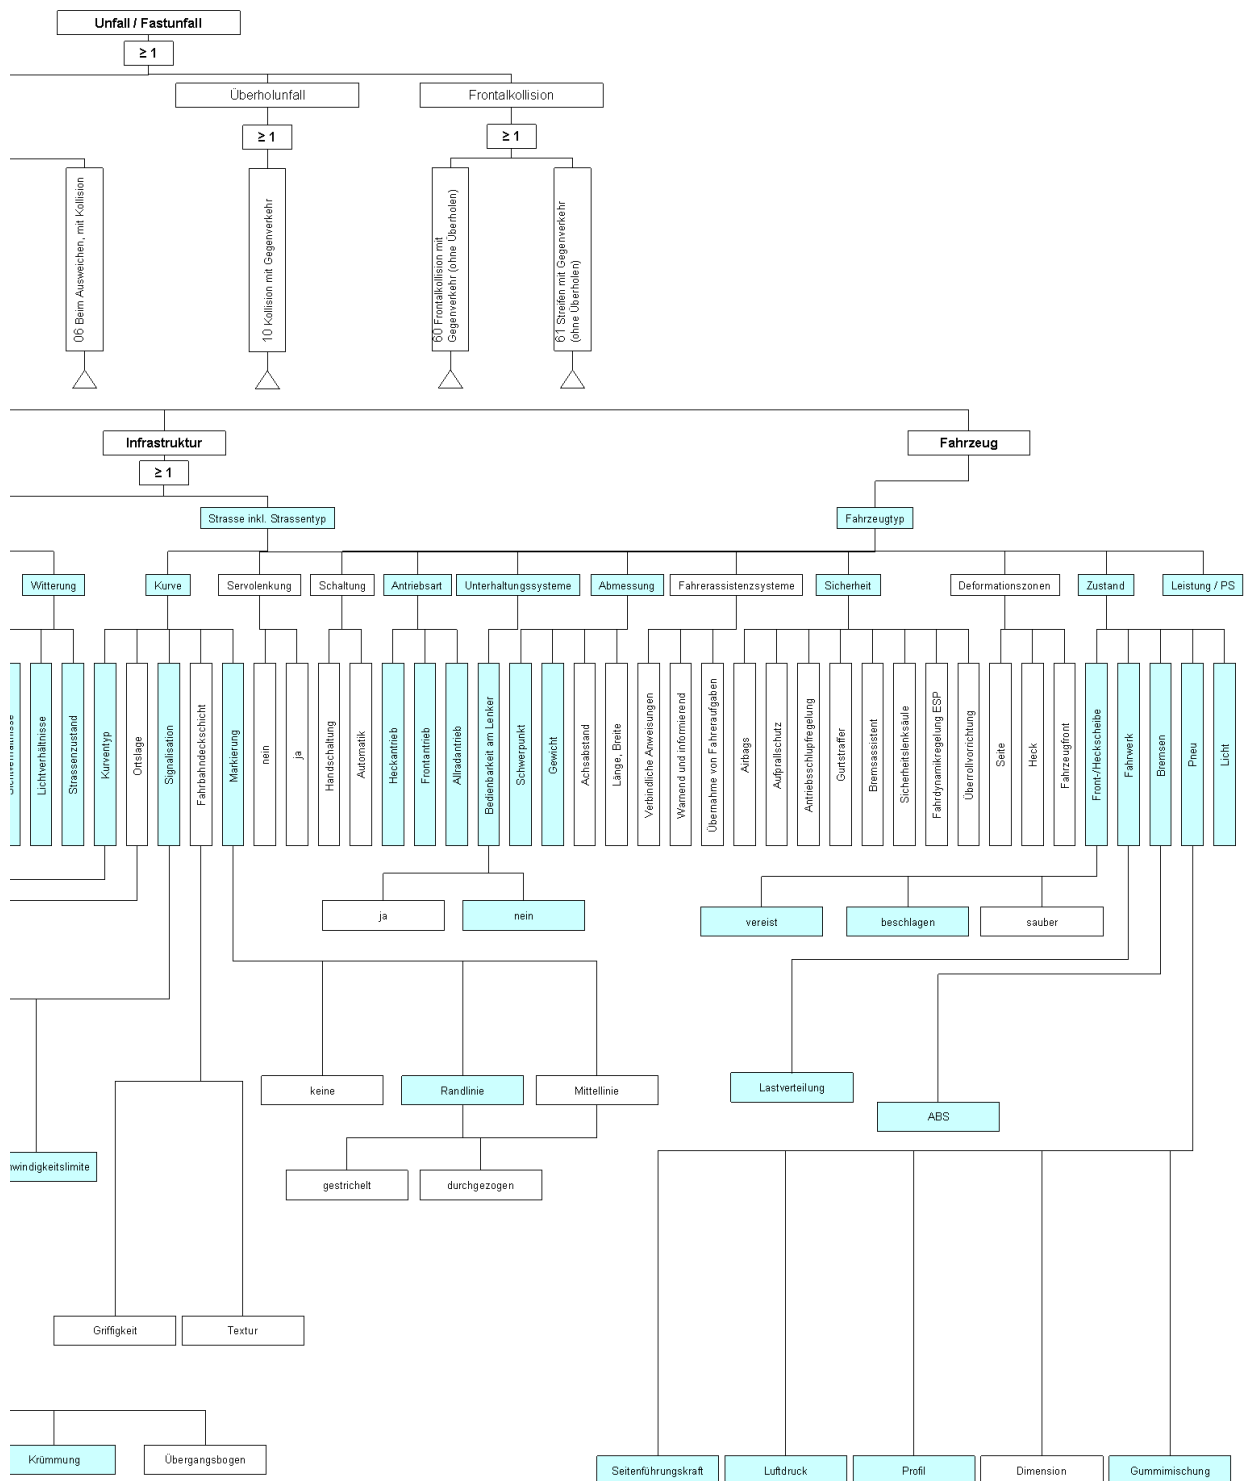 Unfall / Fastunfall
≥ 1
Überholunfall
Frontalkollision
≥ 1
≥ 1
06 Beim Ausweichen, mit Kollision
10 Kollision mit Gegenverkehr
60 Frontalkollision mit
Gegenverkehr (ohne Überholen)
61 Streifen mit Gegenverkehr
(ohne Überholen)
Infrastruktur
Fahrzeug
≥ 1
Strasse inkl. Strassentyp
Fahrzeugtyp
Witterung
Kurve
Servolenkung
Schaltung
Antriebsart
Unterhaltungssysteme
Abmessung
Fahrerassistenzsysteme
Sicherheit
Deformationszonen
Zustand
Leistung / PS
Lichtverhältnisse
Strassenzustand
Kurventyp
Ortslage
Signalisation
Fahrbahndeckschicht
Markierung
nein
ja
Handschaltung
Automatik
Heckantrieb
Frontantrieb
Allradantrieb
Bedienbarkeit am Lenker
Schwerpunkt
Gewicht
Achsabstand
Länge, Breite
Verbindliche Anweisungen
Warnend und informierend
Übernahme von Fahreraufgaben
Airbags
Aufprallschutz
Antriebsschlupfregelung
Gurtstraffer
Bremsassistent
Sicherheitslenksäule
Fahrdynamikregelung ESP
Überrollvorrichtung
Seite
Heck
Fahrzeugfront
Front-/Heckscheibe
Fahrwerk
Bremsen
Pneu
Licht
ja
nein
vereist
beschlagen
sauber
keine
Randlinie
Mittellinie
Lastverteilung
ABS
windigkeitslimite
gestrichelt
durchgezogen
Griffigkeit
Textur
Krümmung
Übergangsbogen
Seitenführungskraft
Luftdruck
Profil
Dimension
Gummimischung